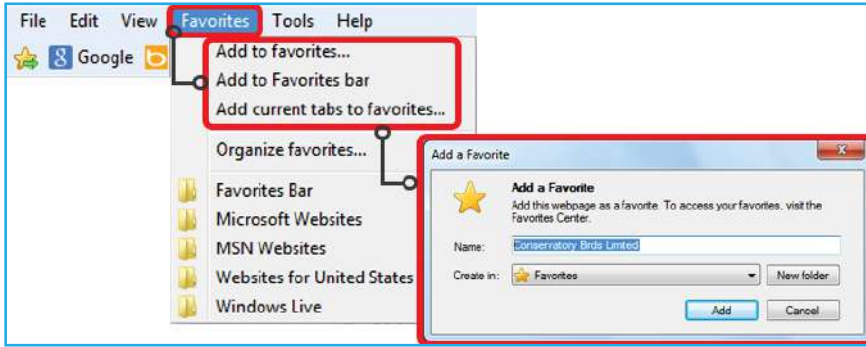 File Edit View Favorites Tools Help
Google
Add to favorites...
Add to Favorites bar
Add current tabs to favorites...
Organize favorites...
Favorites Bar
Microsoft Websites
MSN Websites
Websites for United States
Windows Live
Add a Favorite
X
Add a Favorite
Add this webpage as a favorite. To access your favorites, visit the
Favorites Center.
Name: Conservatory Birds Limted
Create in: Favorites New folder
Add Cancel